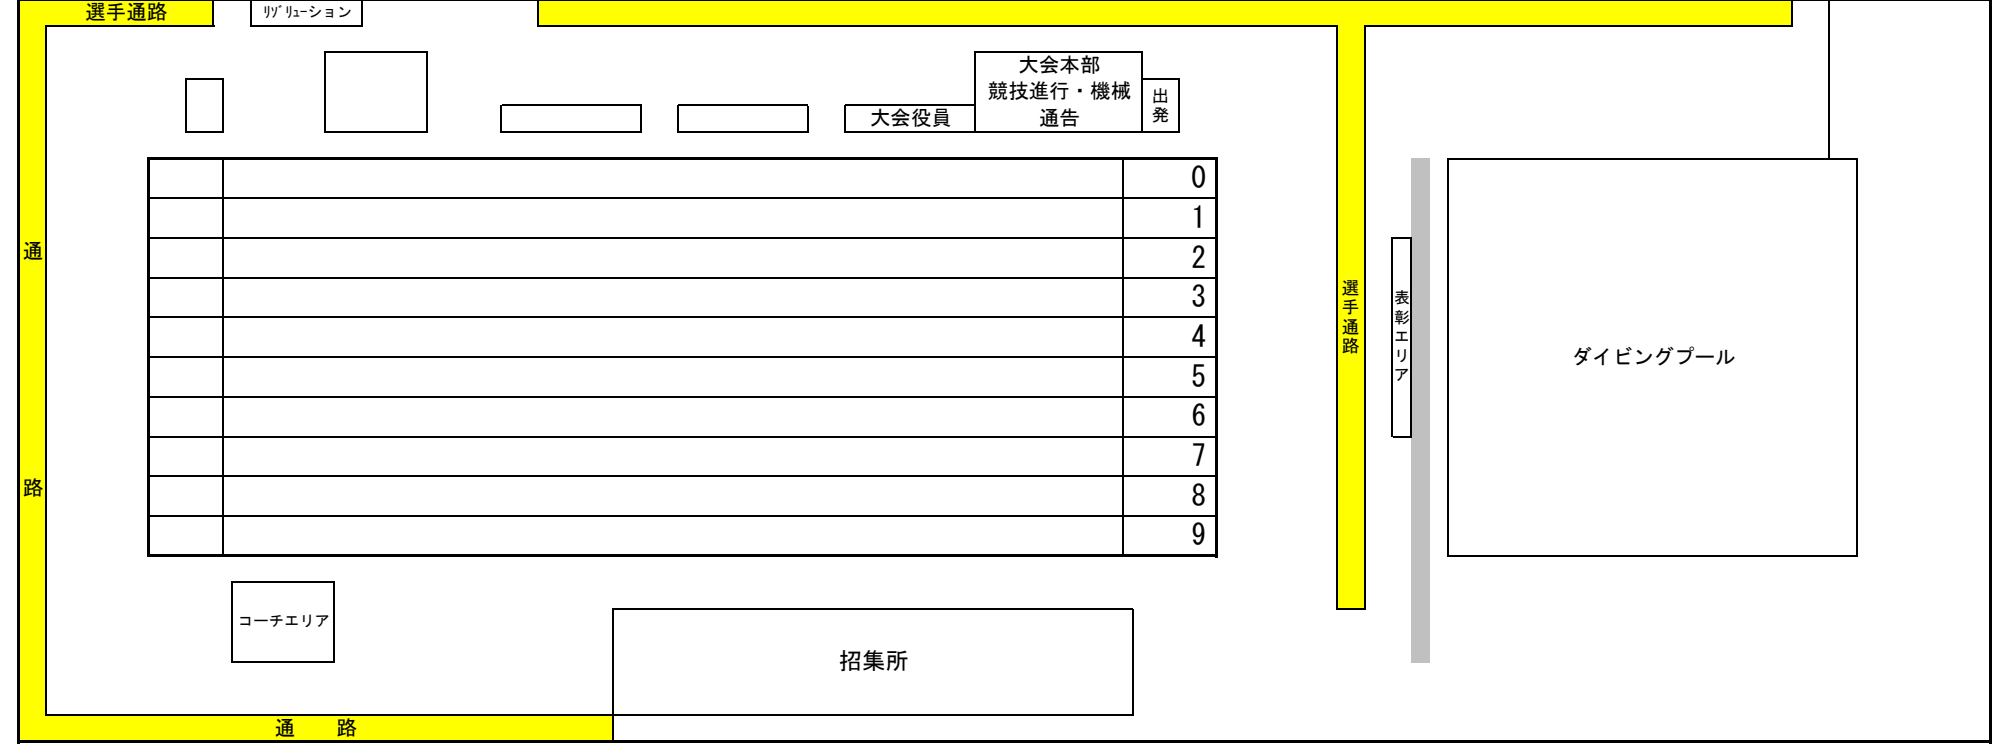 選手通路
ﾘｿﾞﾘｭｰション
大会本部
競技進行・機械
通告
大会役員
出発
0
1
2
3
4
5
6
7
8
9
通路
選手通路
表彰エリア
ダイビングプール
コーチエリア
招集所
通　路